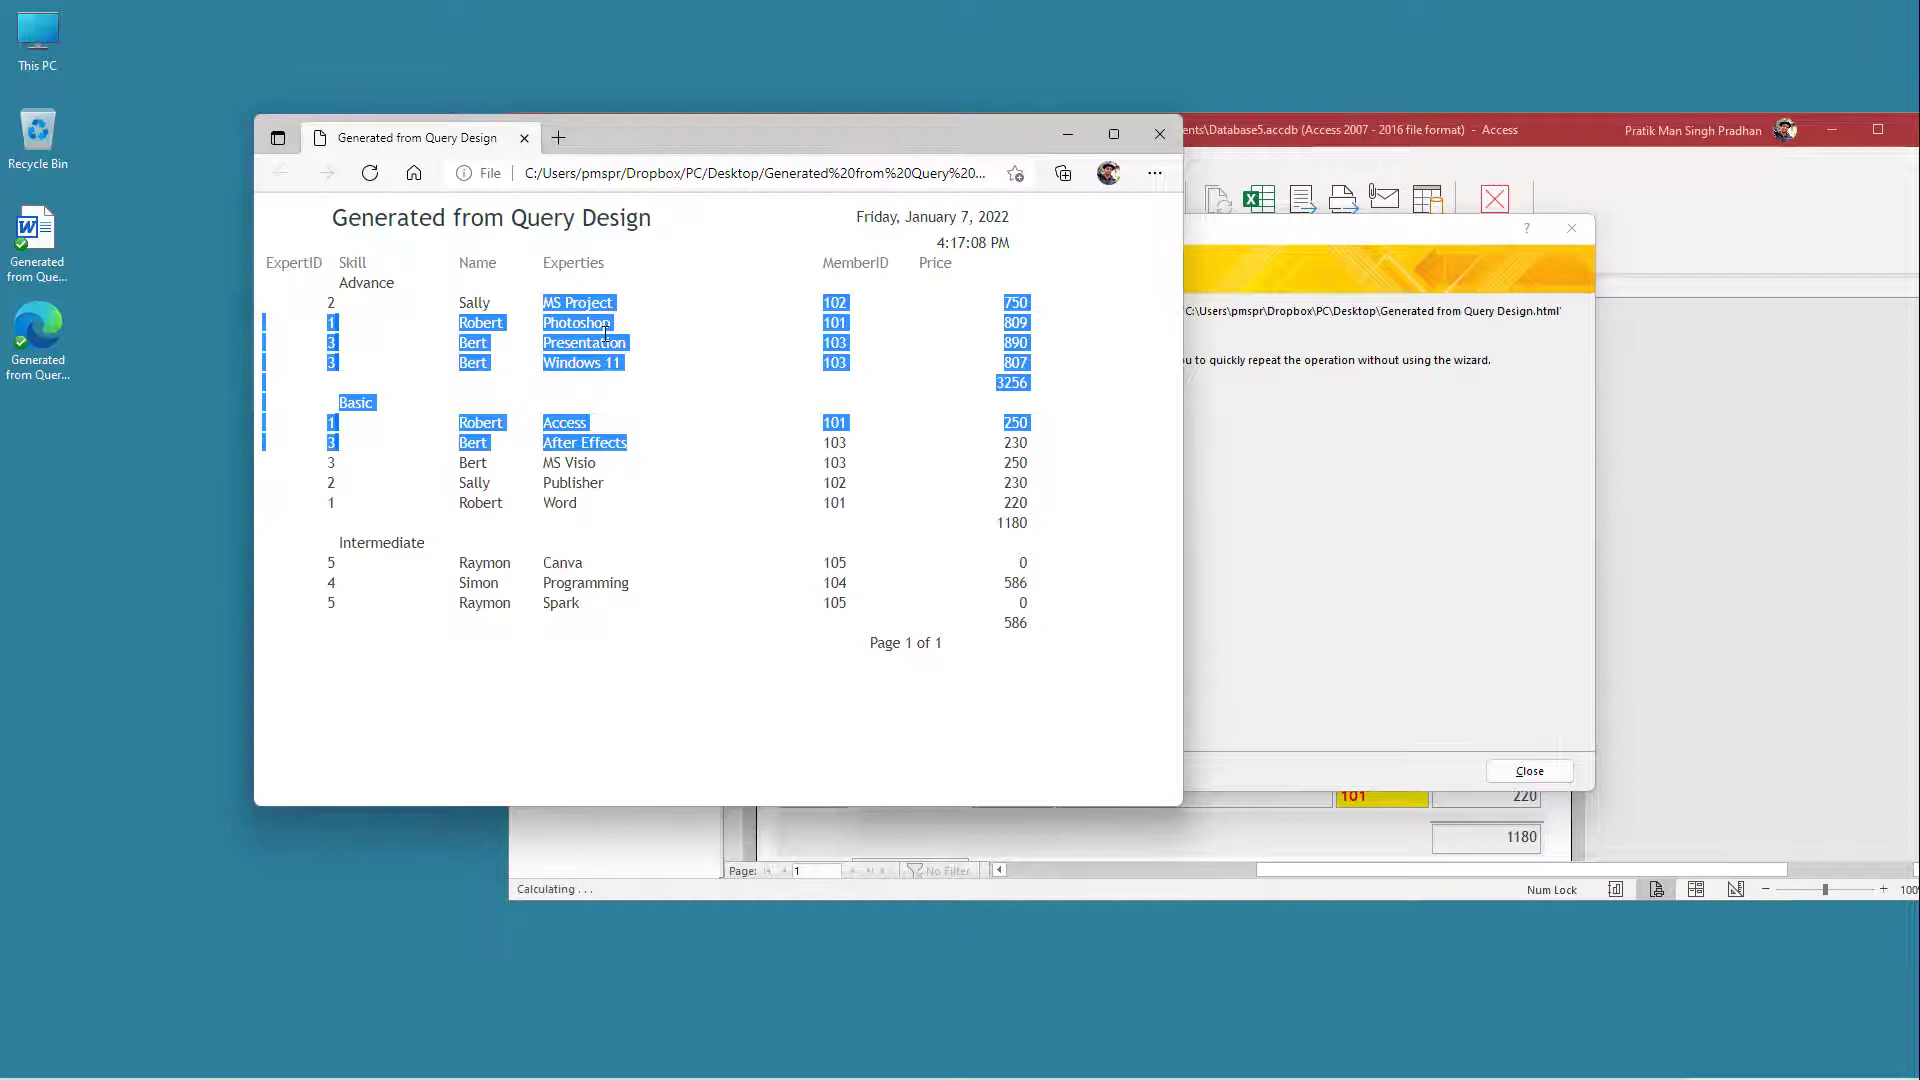 This PC
Recycle Bin
Generated
from Que...
Generated
from Quer...
Generated from Query Design
File
C:/Users/pmspr/Dropbox/PC/Desktop/Generated%20from%20Query%20...
ents\Database5.accdb (Access 2007 - 2016 file format) - Access
Pratik Man Singh Pradhan
Generated from Query Design
Friday, January 7, 2022
4:17:08 PM
ExpertID Skill Name Experties MemberID Price
Advance
2 Sally MS Project 102 750
1 Robert Photoshop 101 809
3 Bert Presentation 103 890
3 Bert Windows 11 103 807
3256
Basic
1 Robert Access 101 250
3 Bert After Effects 103 230
3 Bert MS Visio 103 250
2 Sally Publisher 102 230
1 Robert Word 101 220
1180
Intermediate
5 Raymon Canva 105 0
4 Simon Programming 104 586
5 Raymon Spark 105 0
586
Page 1 of 1
?
C:\Users\pmspr\Dropbox\PC\Desktop\Generated from Query Design.html'
u to quickly repeat the operation without using the wizard.
Close
101 220
1180
Page: 1 No Filter
Calculating . . .
Num Lock
100